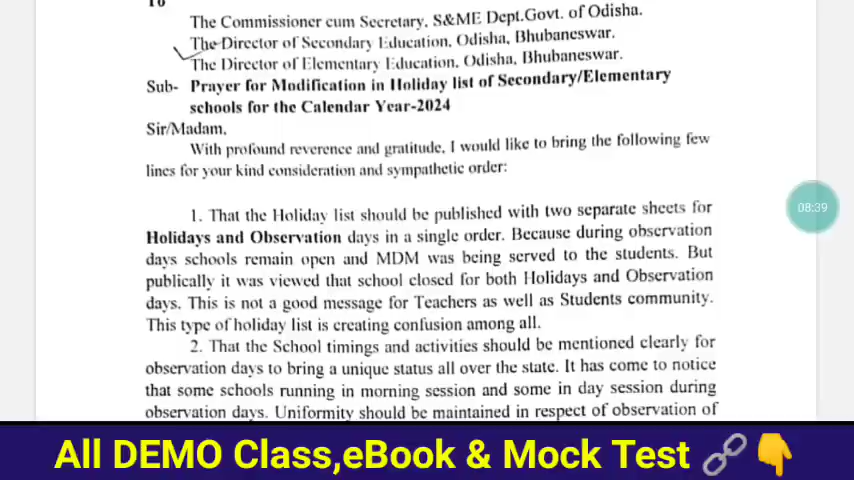 To
The Commissioner cum Secretary, S&ME Dept.Govt. of Odisha.
The Director of Secondary Education, Odisha, Bhubaneswar.
The Director of Elementary Education, Odisha, Bhubaneswar.
Sub- Prayer for Modification in Holiday list of Secondary/Elementary
schools for the Calendar Year-2024
Sir/Madam,
With profound reverence and gratitude, I would like to bring the following few
lines for your kind consideration and sympathetic order:
1. That the Holiday list should be published with two separate sheets for
Holidays and Observation days in a single order. Because during observation
days schools remain open and MDM was being served to the students. But
publically it was viewed that school closed for both Holidays and Observation
days. This is not a good message for Teachers as well as Students community.
This type of holiday list is creating confusion among all.
2. That the School timings and activities should be mentioned clearly for
observation days to bring a unique status all over the state. It has come to notice
that some schools running in morning session and some in day session during
observation days. Uniformity should be maintained in respect of observation of
08:39
All DEMO Class,eBook & Mock Test 🔗👇